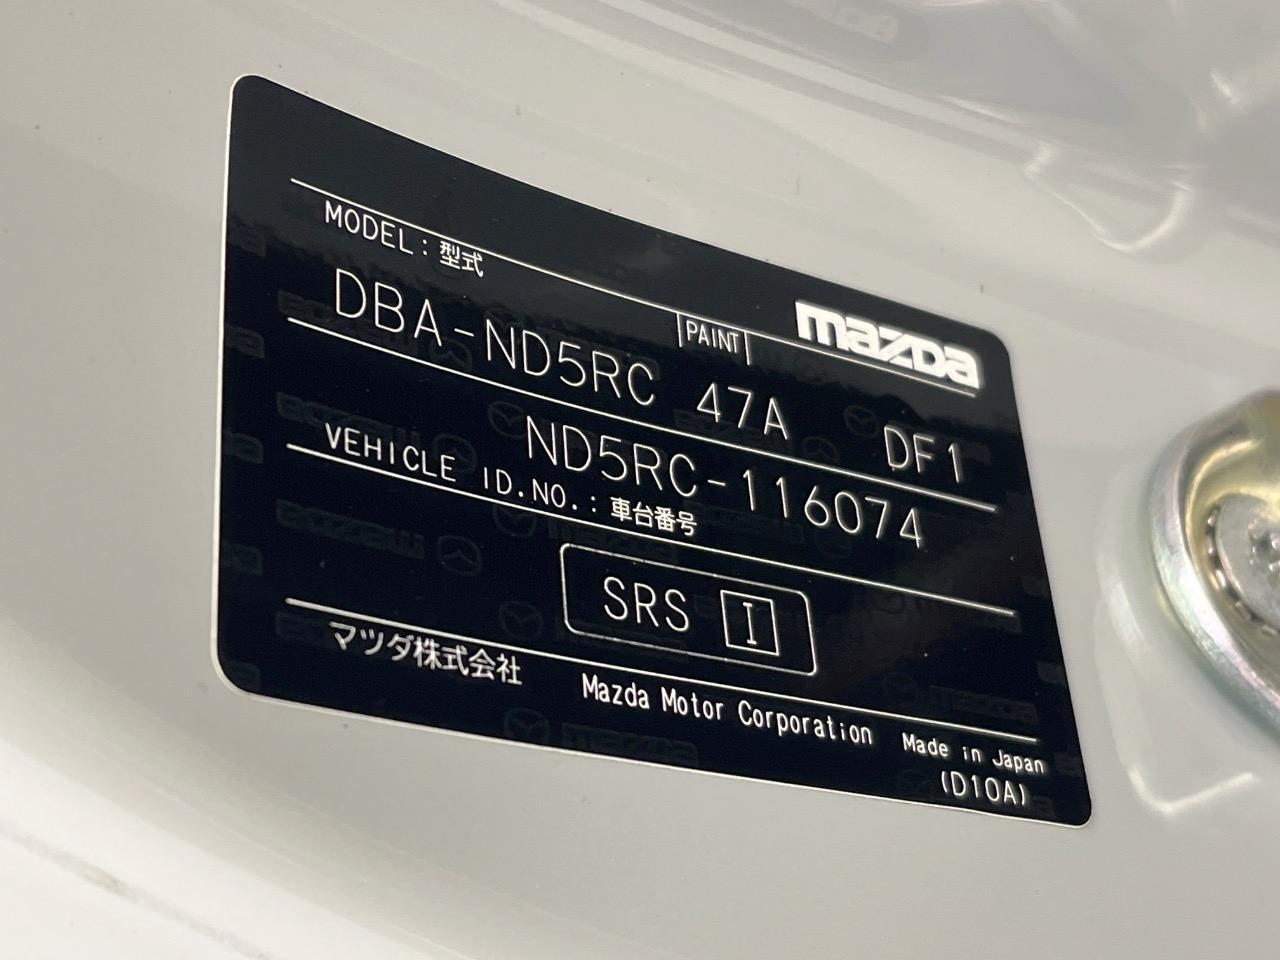 mazda
MODEL：型式
PAINT
DBA-ND5RC 47A DF1
ND5RC-116074
VEHICLE ID.NO.：車台番号
SRS I
マツダ株式会社 Mazda Motor Corporation Made in Japan
(D10A)